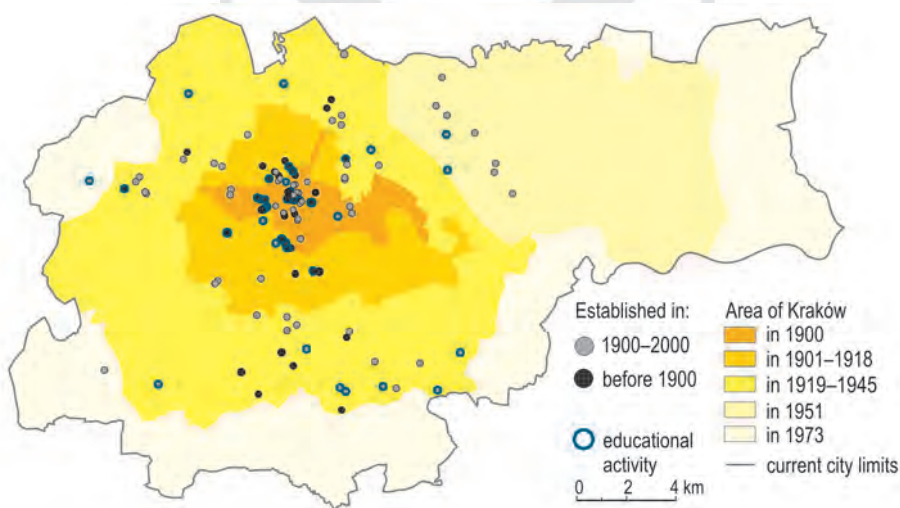 Established in:
1900–2000
before 1900
educational
activity
0 2 4 km
Area of Kraków
in 1900
in 1901–1918
in 1919–1945
in 1951
in 1973
current city limits